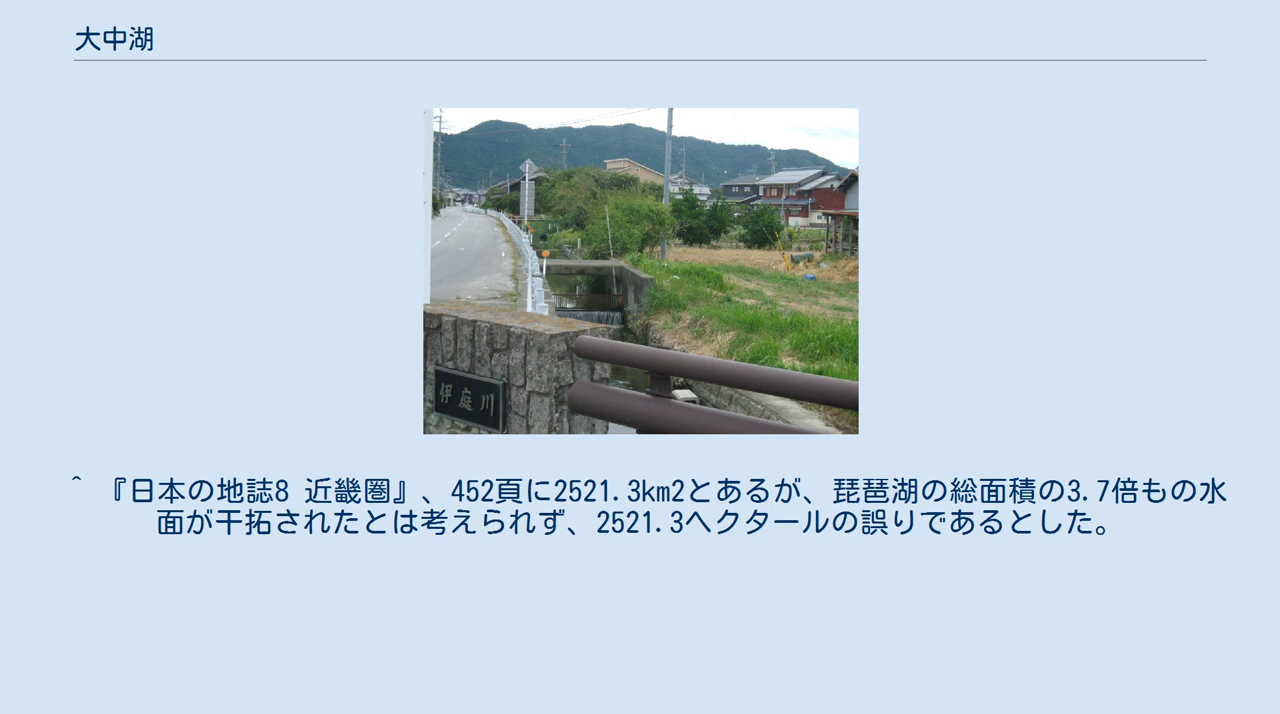 大中湖
伊庭川
^ 『日本の地誌8 近畿圏』、452頁に2521.3km2とあるが、琵琶湖の総面積の3.7倍もの水
面が干拓されたとは考えられず、2521.3ヘクタールの誤りであるとした。